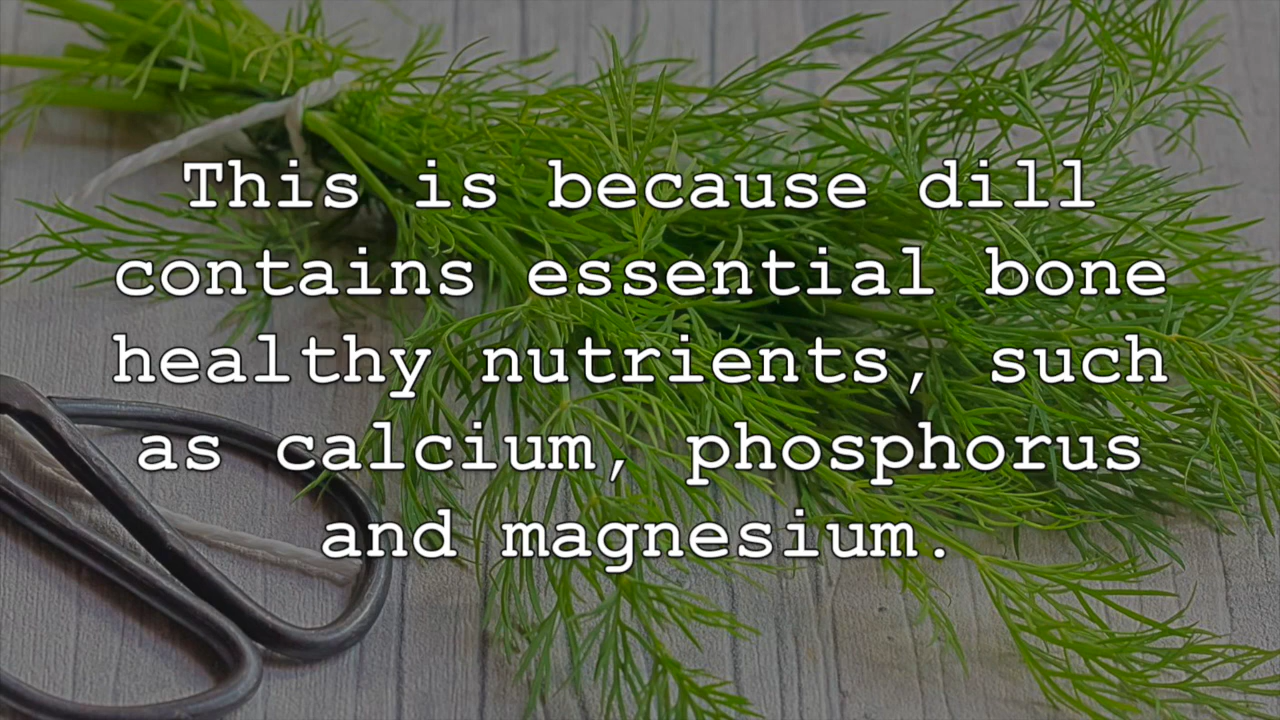 This is because dill
contains essential bone
healthy nutrients, such
as calcium, phosphorus
and magnesium.